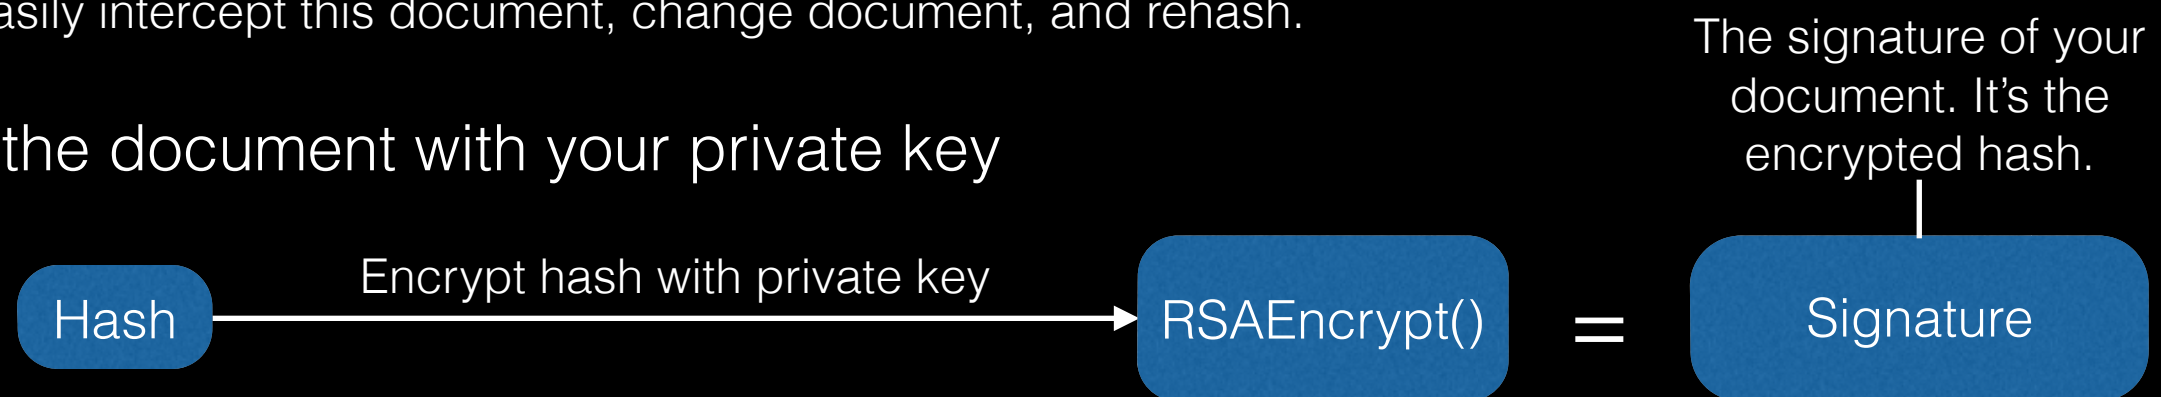 easily intercept this document, change document, and rehash.
The signature of your
document. It's the
encrypted hash.
the document with your private key
Encrypt hash with private key
Hash
RSAEncrypt()
=
Signature